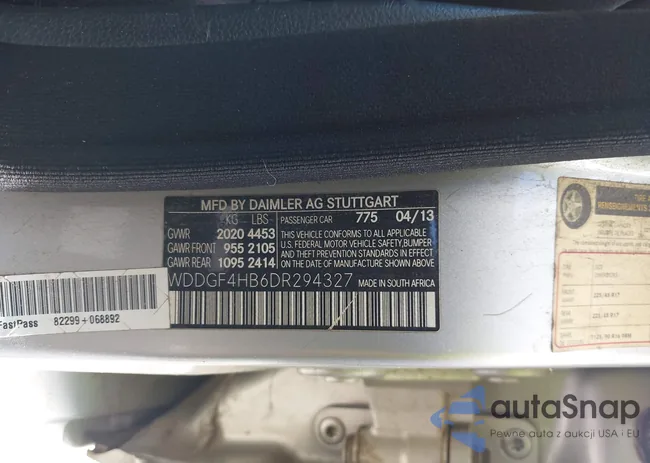 MFD BY DAIMLER AG STUTTGART
KG LBS PASSENGER CAR 775 04/13
GVWR 2020 4453
GAWR FRONT 955 2105
GAWR REAR 1095 2414
THIS VEHICLE CONFORMS TO ALL APPLICABLE
U.S. FEDERAL MOTOR VEHICLE SAFETY, BUMPER
AND THEFT PREVENTION STANDARDS IN EFFECT
ON THE DATE OF MANUFACTURE SHOWN ABOVE
WDDGF4HB6DR294327 MADE IN SOUTH AFRICA
FastPass 82299+068892
autoSnap
Pewne auta z aukcji USA i EU